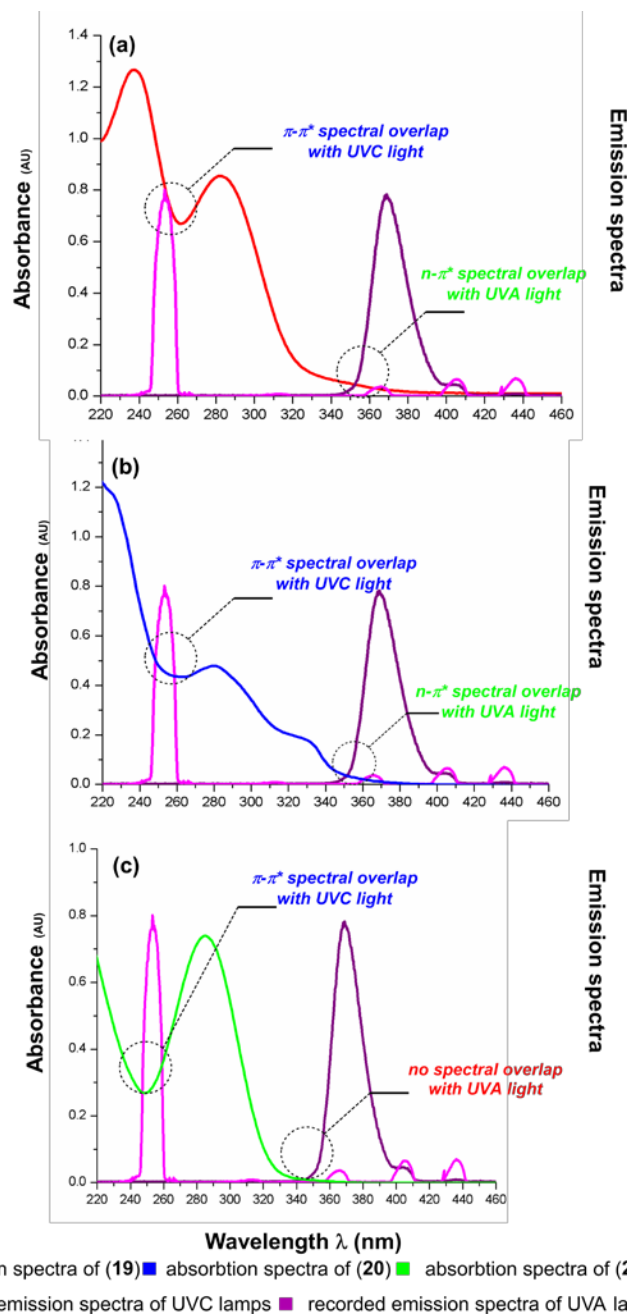 (a)
1.4
1.2
1.0
0.8
0.6
0.4
0.2
0.0
Absorbance (AU)
Emission spectra
π-π* spectral overlap
with UVC light
n-π* spectral overlap
with UVA light
220 240 260 280 300 320 340 360 380 400 420 440 460
(b)
1.2
1.0
0.8
0.6
0.4
0.2
0.0
Absorbance (AU)
Emission spectra
π-π* spectral overlap
with UVC light
n-π* spectral overlap
with UVA light
220 240 260 280 300 320 340 360 380 400 420 440 460
(c)
1.0
0.8
0.6
0.4
0.2
0.0
Absorbance (AU)
Emission spectra
π-π* spectral overlap
with UVC light
no spectral overlap
with UVA light
220 240 260 280 300 320 340 360 380 400 420 440 460
Wavelength λ (nm)
spectra of (19) absorbtion spectra of (20) absorbtion spectra of
emission spectra of UVC lamps recorded emission spectra of UVA